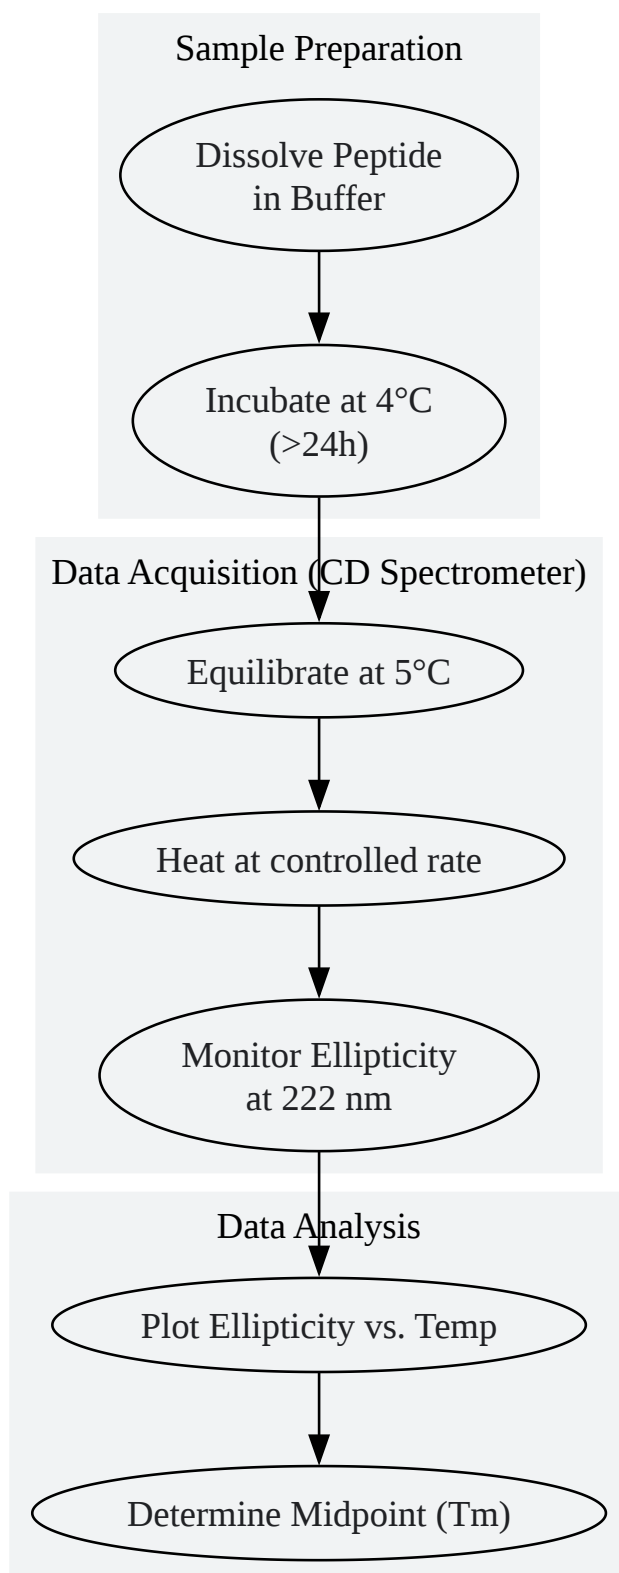 Sample Preparation
Dissolve Peptide
in Buffer
Incubate at 4°C
(>24h)
Data Acquisition (CD Spectrometer)
Equilibrate at 5°C
Heat at controlled rate
Monitor Ellipticity
at 222 nm
Data Analysis
Plot Ellipticity vs. Temp
Determine Midpoint (Tm)